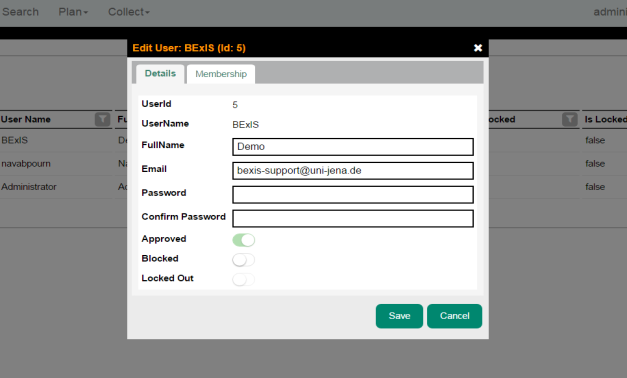 Search Plan Collect admini
Edit User: BExIS (Id: 5)
Details Membership
User Name Fu ocked Is Locked
UserId 5
UserName BExIS
FullName Demo
Email bexis-support@uni-jena.de
Password
Confirm Password
Approved
Blocked
Locked Out
BExIS De false
navabpourn Na false
Administrator Ad false
Save Cancel